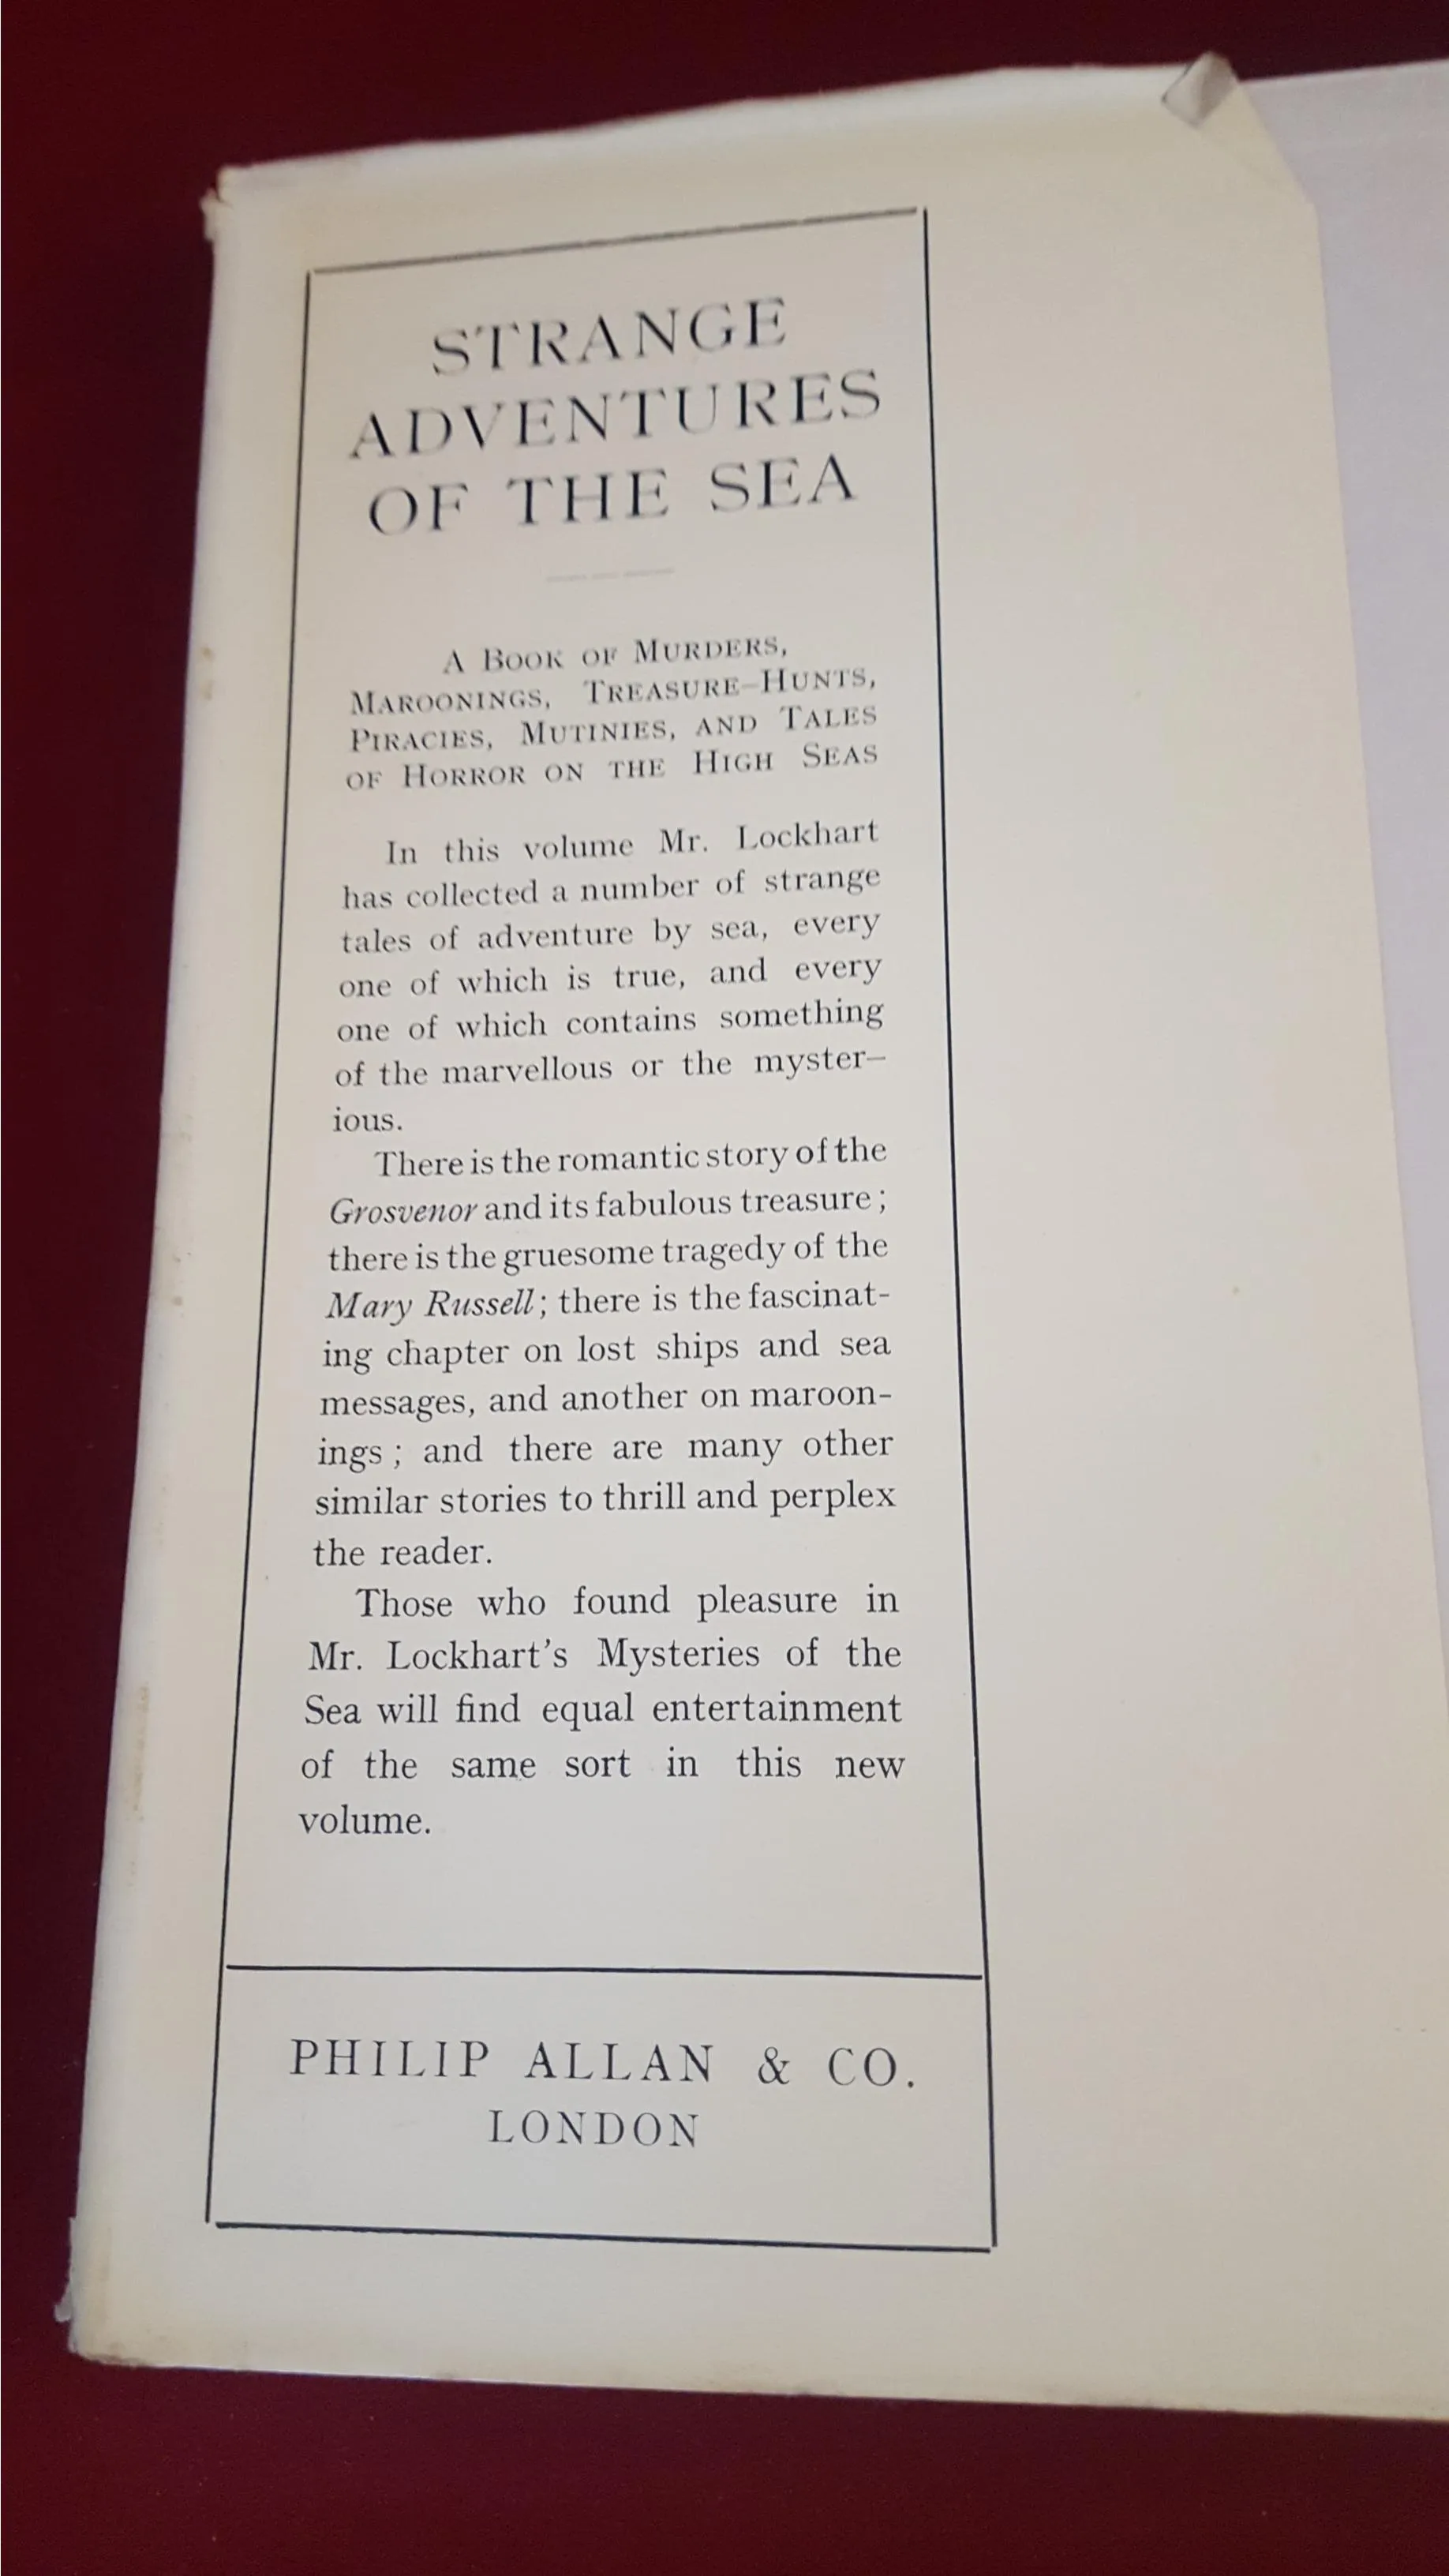 STRANGE
ADVENTURES
OF THE SEA
A BOOK OF MURDERS,
MAROONINGS, TREASURE-HUNTS,
PIRACIES, MUTINIES, AND TALES
OF HORROR ON THE HIGH SEAS
In this volume Mr. Lockhart
has collected a number of strange
tales of adventure by sea, every
one of which is true, and every
one of which contains something
of the marvellous or the myster-
ious.
There is the romantic story of the
Grosvenor and its fabulous treasure ;
there is the gruesome tragedy of the
Mary Russell ; there is the fascinat-
ing chapter on lost ships and sea
messages, and another on maroon-
ings ; and there are many other
similar stories to thrill and perplex
the reader.
Those who found pleasure in
Mr. Lockhart's Mysteries of the
Sea will find equal entertainment
of the same sort in this new
volume.
PHILIP ALLAN & CO.
LONDON